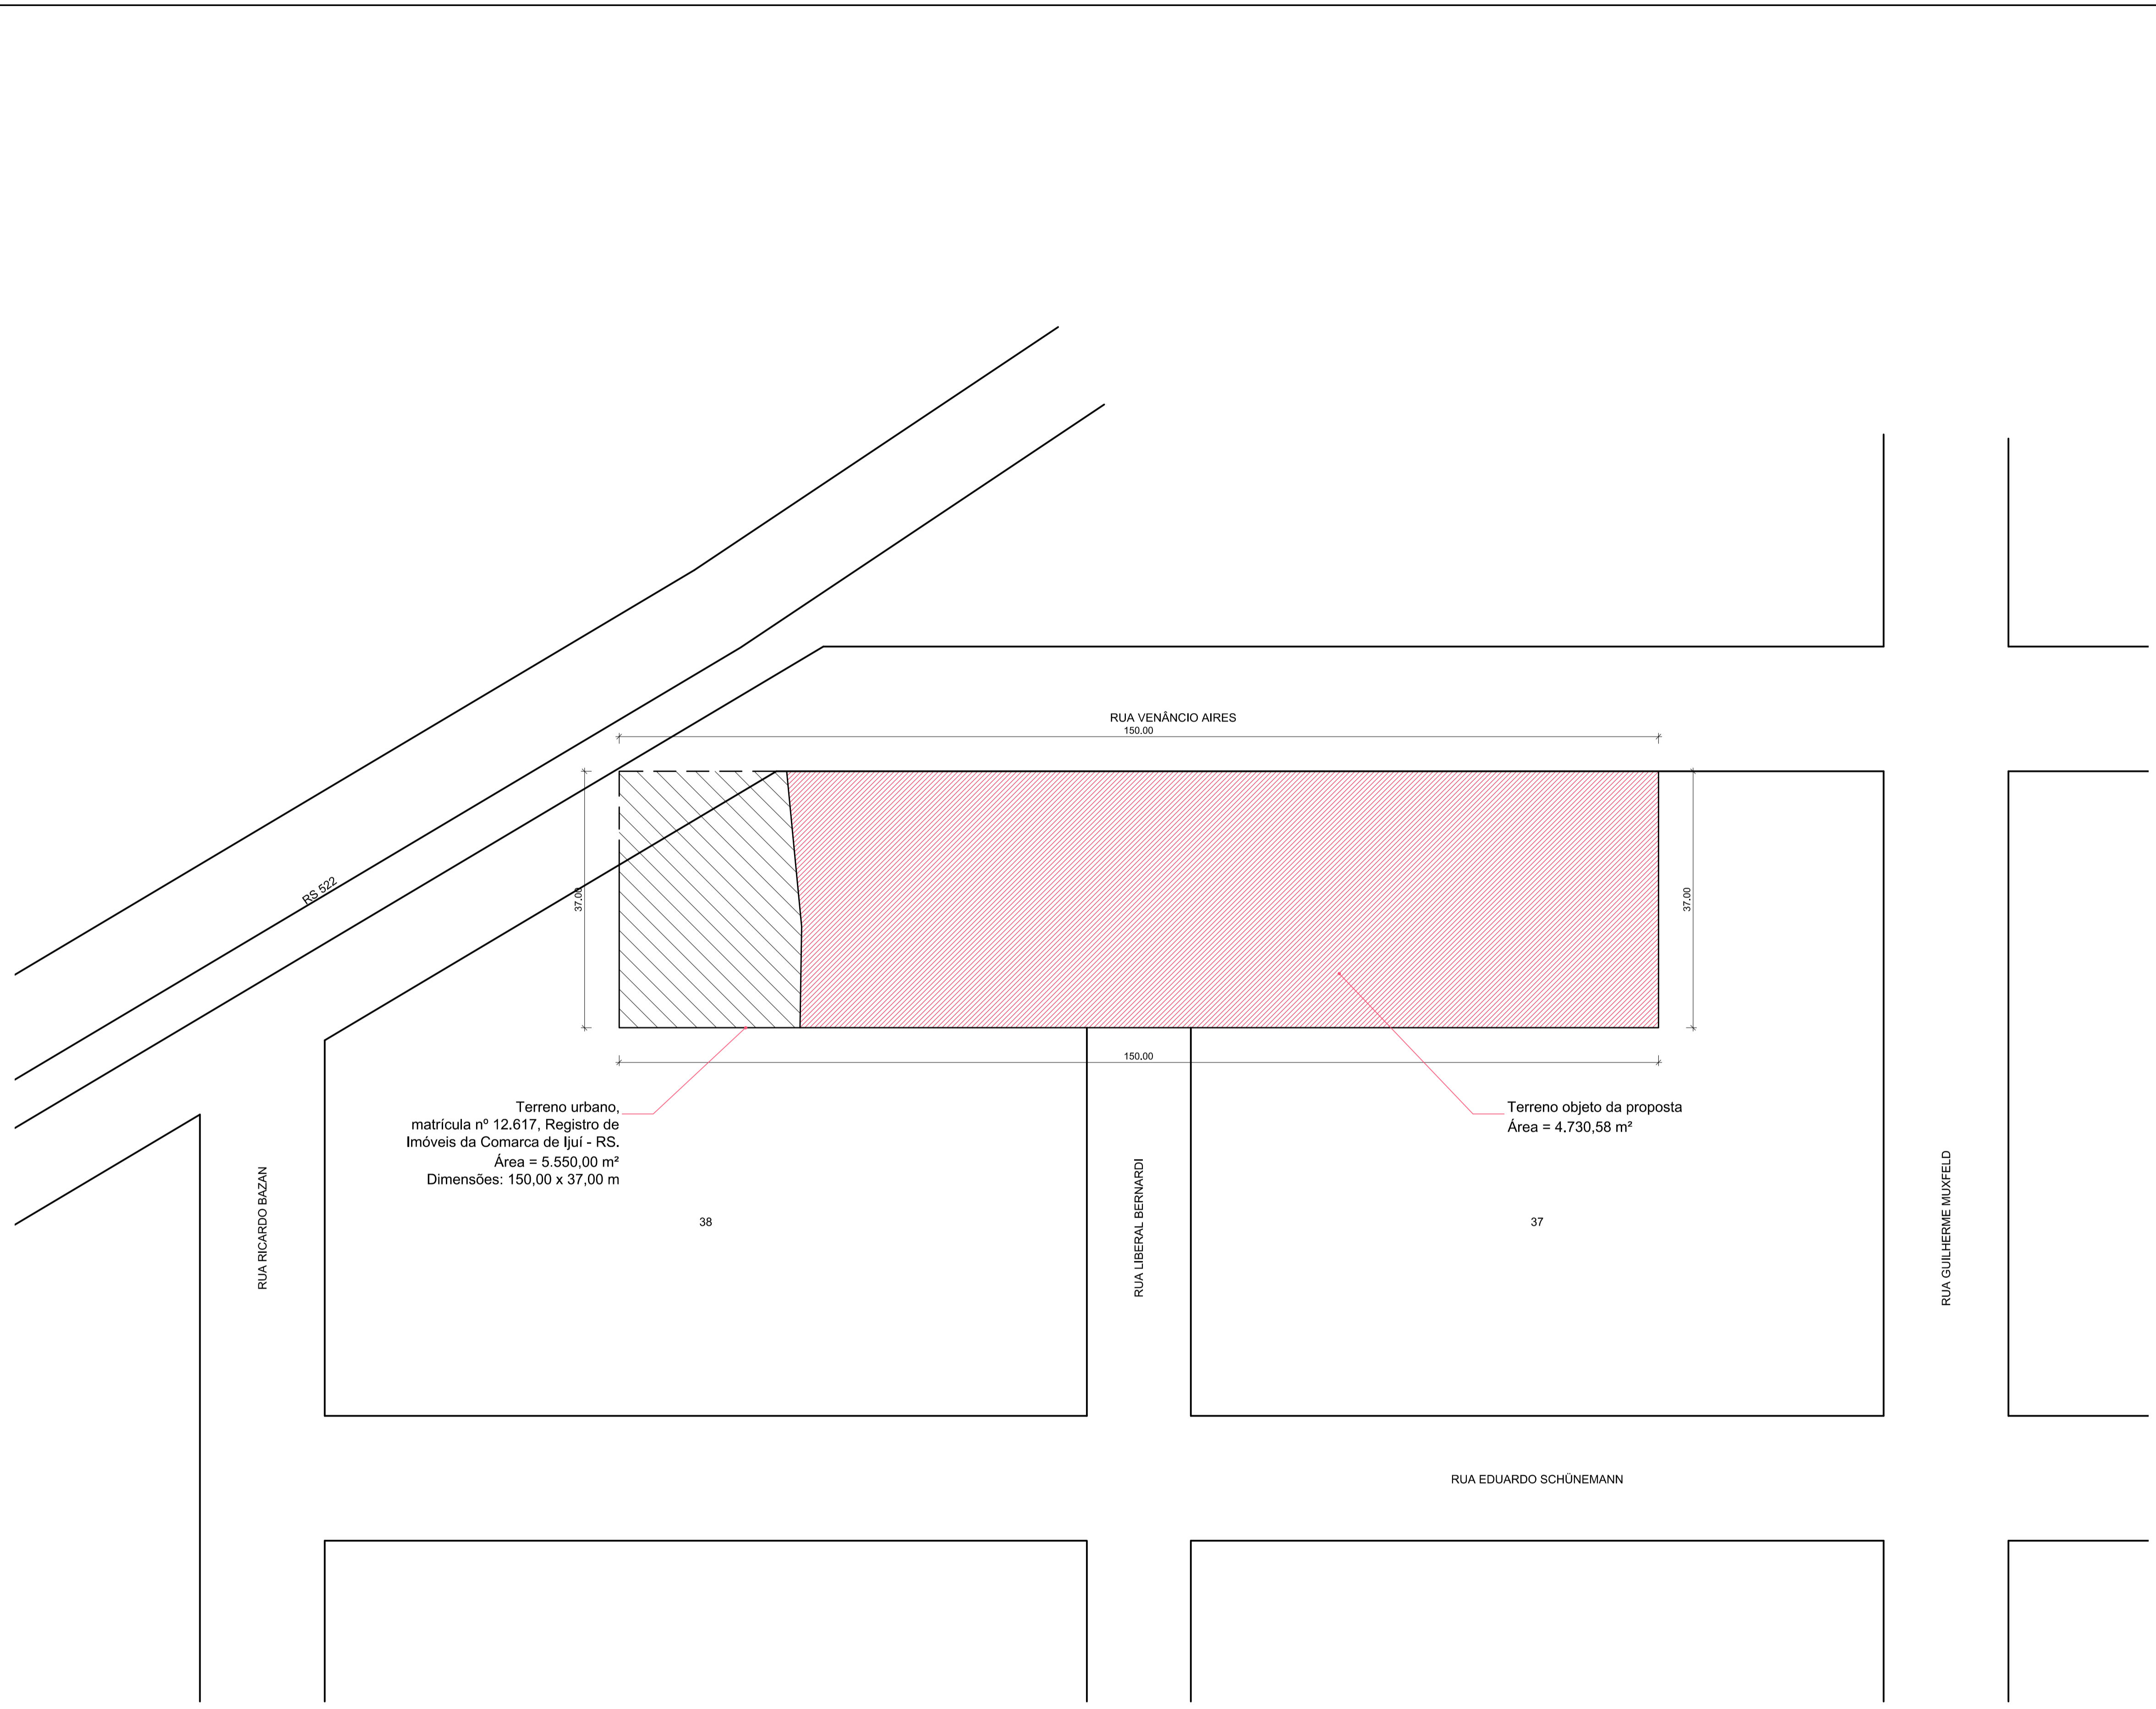 RUA VENÂNCIO AIRES
150.00
37.00
37.00
RS 522
150.00
Terreno urbano,
matrícula nº 12.617, Registro de
Imóveis da Comarca de Ijuí - RS.
Área = 5.550,00 m²
Dimensões: 150,00 x 37,00 m
Terreno objeto da proposta
Área = 4.730,58 m²
RUA RICARDO BAZAN
38
RUA LIBERAL BERNARDI
37
RUA GUILHERME MUXFELD
RUA EDUARDO SCHÜNEMANN